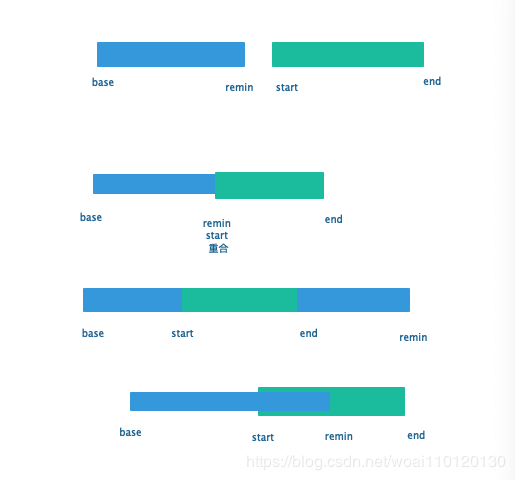 base remin start end
base remin end
start
重合
base start end remin
base start remin end
https://blog.csdn.net/woai110120130